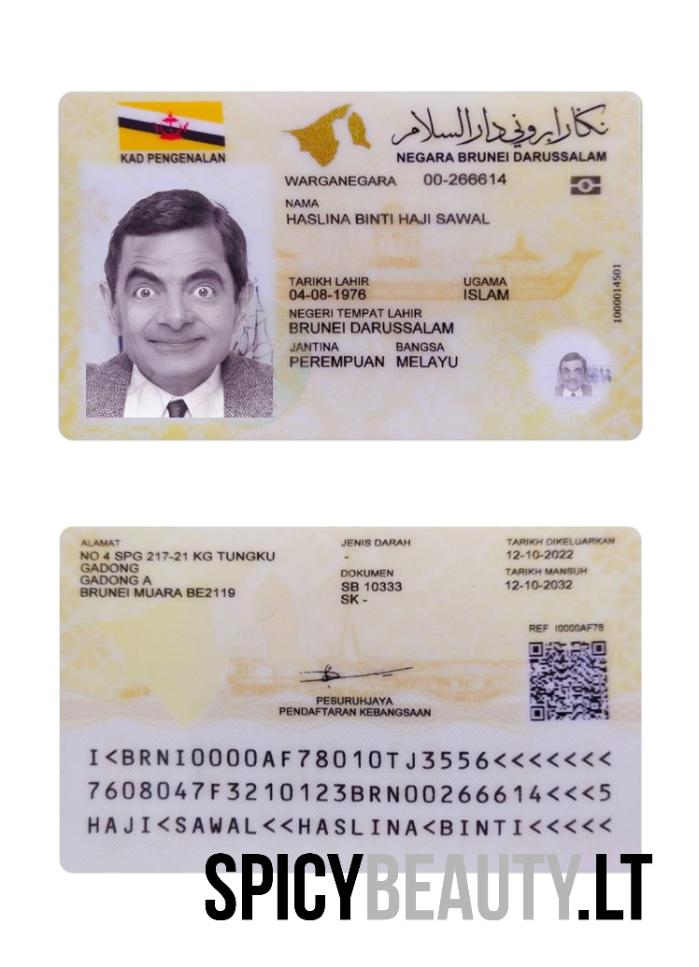 KAD PENGENALAN
نݢارا بروني دارالسلام
NEGARA BRUNEI DARUSSALAM
WARGANEGARA 00-266614
NAMA
HASLINA BINTI HAJI SAWAL
TARIKH LAHIR UGAMA
04-08-1976 ISLAM
NEGERI TEMPAT LAHIR
BRUNEI DARUSSALAM
JANTINA BANGSA
PEREMPUAN MELAYU
1000014501
ALAMAT
NO 4 SPG 217-21 KG TUNGKU
GADONG
GADONG A
BRUNEI MUARA BE2119
JENIS DARAH
-
DOKUMEN
SB 10333
SK -
TARIKH DIKELUARKAN
12-10-2022
TARIKH MANSUH
12-10-2032
REF I0000AF78
PESURUHJAYA
PENDAFTARAN KEBANGSAAN
I<BRNI0000AF78010TJ3556<<<<<<<
7608047F3210123BRN00266614<<<5
HAJI<SAWAL<<HASLINA<BINTI<<<<<
SPICYBEAUTY.LT